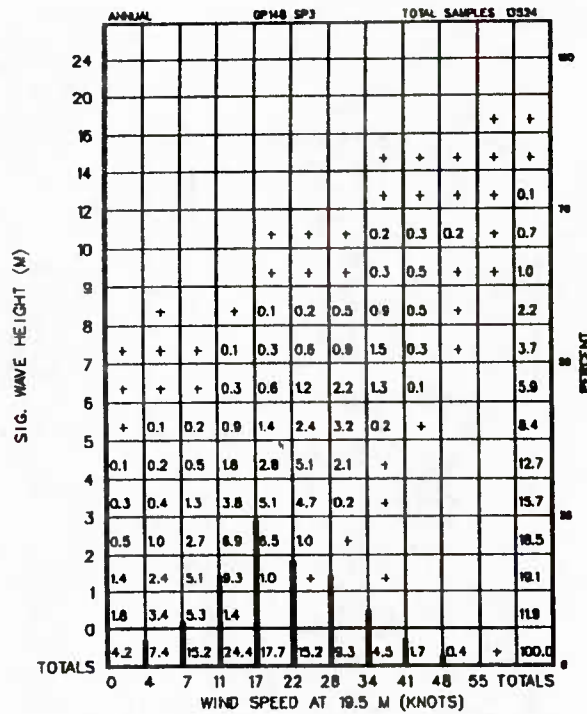 ANNUAL GP148 SP3 TOTAL SAMPLES
24
20
+ +
16
+ + + + +
14
+ + + + 0.1
12
+ + + 0.2 0.3 0.2 + 0.7
10
+ + + 0.3 0.5 + + 1.0
9
+ + 0.1 0.2 0.5 0.9 0.5 + 2.2
8
+ + + 0.1 0.3 0.6 0.9 1.5 0.3 + 3.7
7
+ + + 0.3 0.6 1.2 2.2 1.3 0.1 5.9
6
+ 0.1 0.2 0.9 1.4 2.4 3.2 0.2 + 8.4
5
0.1 0.2 0.5 1.8 2.8 5.1 2.1 + 12.7
4
0.3 0.4 1.3 3.8 5.1 4.7 0.2 + 15.7
3
0.5 1.0 2.7 6.9 6.5 1.0 + 18.5
2
1.4 2.4 5.1 9.3 1.0 + + 19.1
1
1.8 3.4 5.3 1.4 11.9
0
4.2 7.4 15.2 24.4 17.7 15.2 9.3 4.5 1.7 0.4 + 100.0
TOTALS
0 4 7 11 17 22 28 34 41 48 55 TOTALS
WIND SPEED AT 19.5 M (KNOTS)
SIG. WAVE HEIGHT (M)
PERCENT